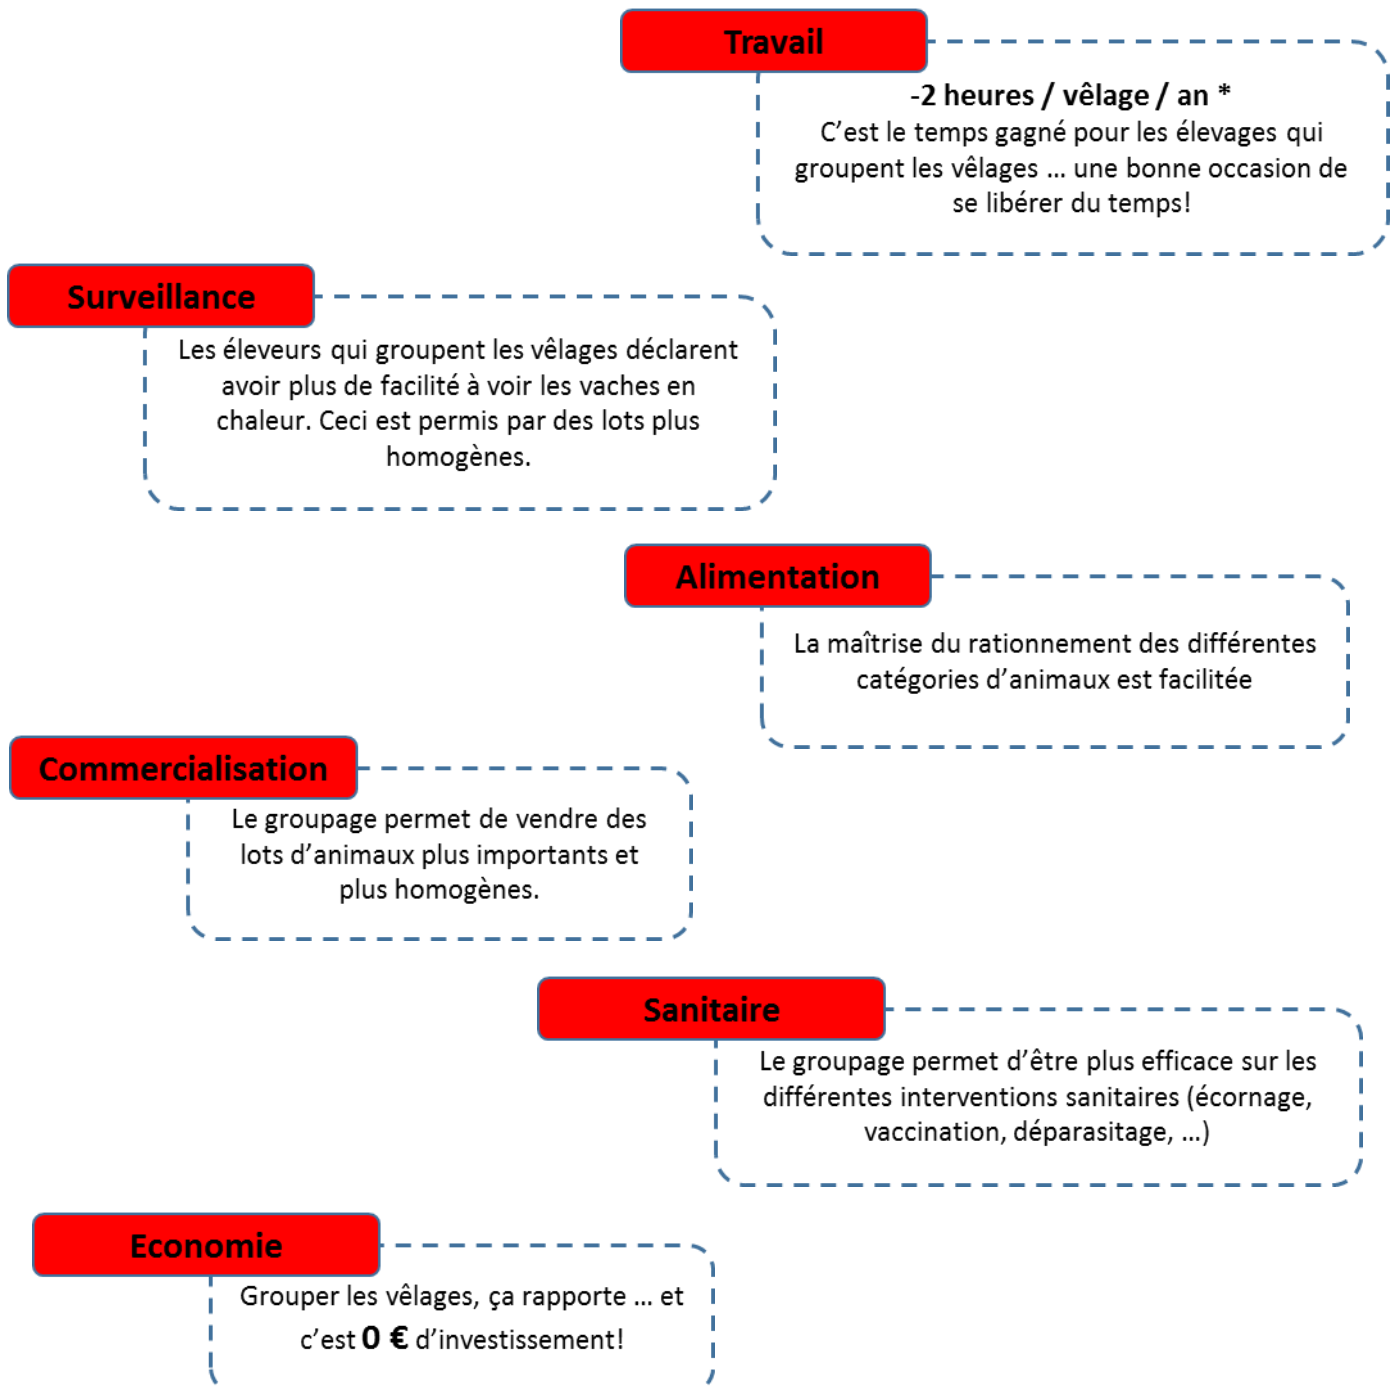 Travail
-2 heures / vêlage / an *
C’est le temps gagné pour les élevages qui
groupent les vêlages ... une bonne occasion de
se libérer du temps!
Surveillance
Les éleveurs qui groupent les vêlages déclarent
avoir plus de facilité à voir les vaches en
chaleur. Ceci est permis par des lots plus
homogènes.
Alimentation
La maîtrise du rationnement des différentes
catégories d’animaux est facilitée
Commercialisation
Le groupage permet de vendre des
lots d’animaux plus importants et
plus homogènes.
Sanitaire
Le groupage permet d’être plus efficace sur les
différentes interventions sanitaires (écornage,
vaccination, déparasitage, ...)
Economie
Grouper les vêlages, ça rapporte ... et
c’est 0 € d’investissement!